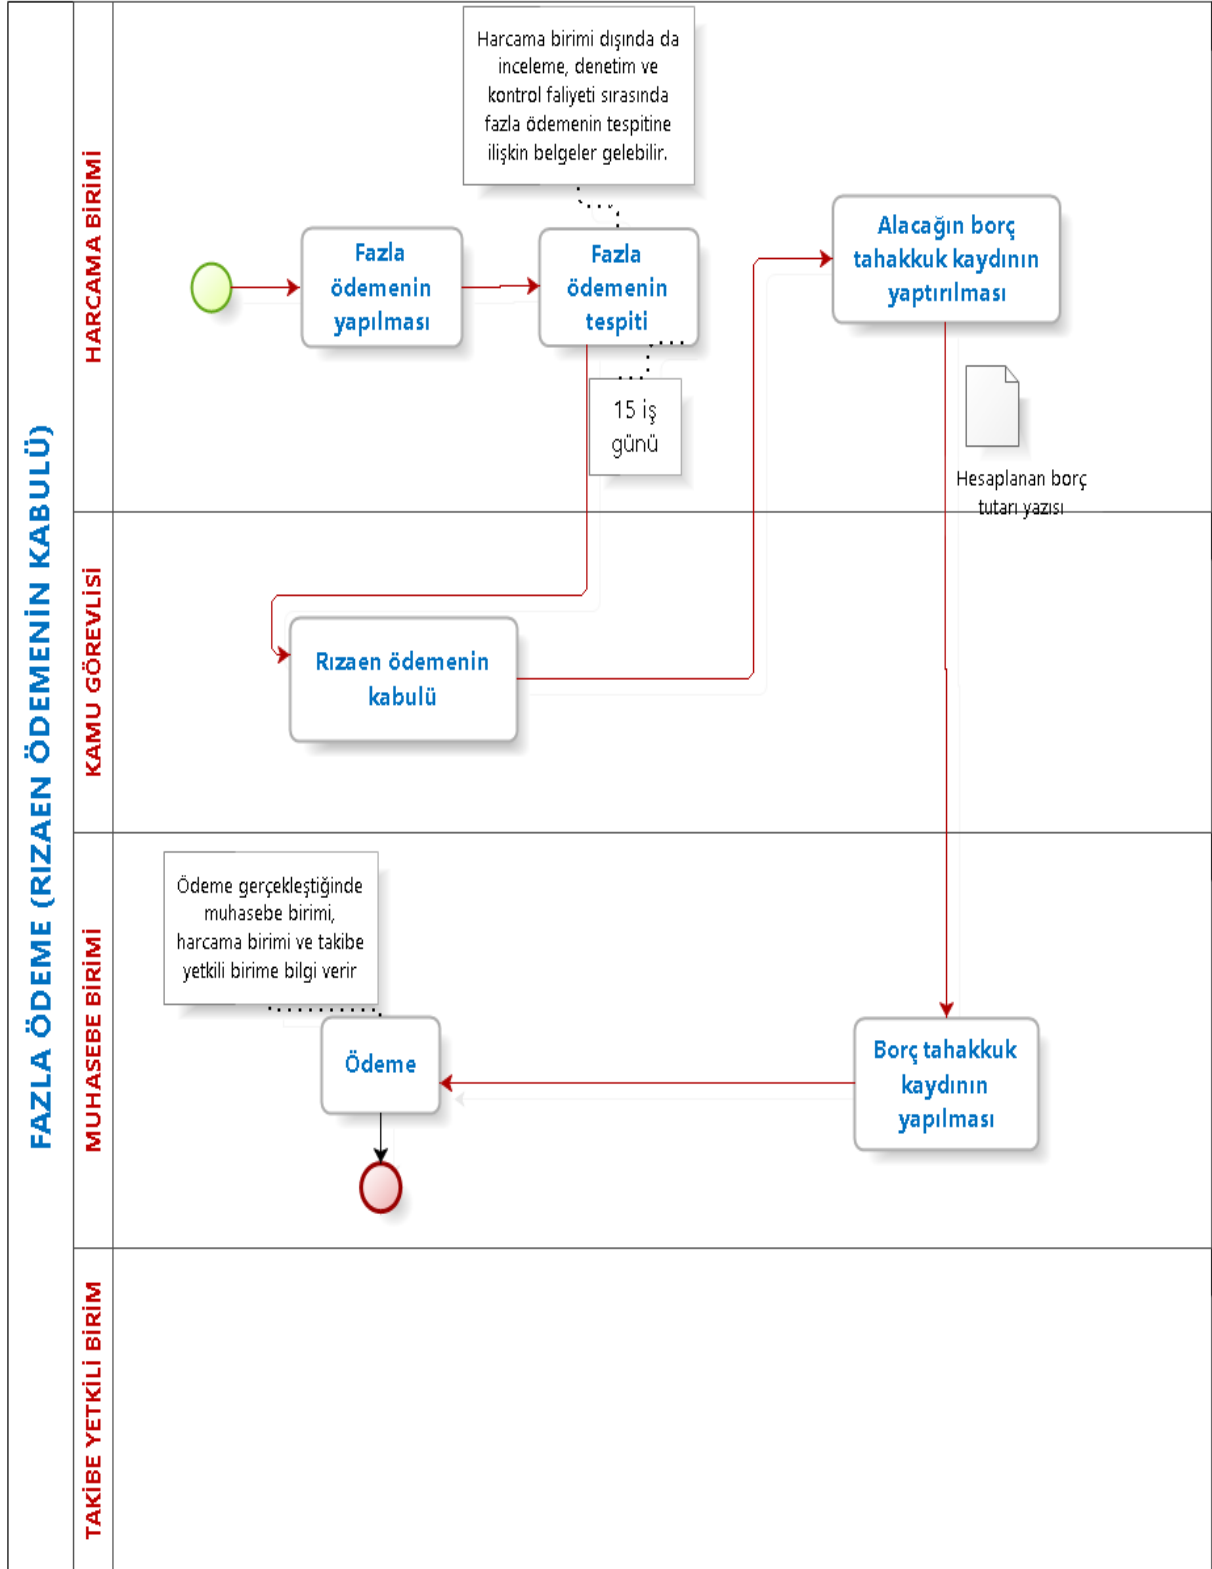 FAZLA ÖDEME (RIZAEN ÖDEMENİN KABULÜ)
HARCAMA BİRİMİ
Harcama birimi dışında da
inceleme, denetim ve
kontrol faliyeti sırasında
fazla ödemenin tespitine
ilişkin belgeler gelebilir.
Fazla
ödemenin
yapılması
Fazla
ödemenin
tespiti
15 iş
günü
Alacağın borç
tahakkuk kaydının
yaptırılması
Hesaplanan borç
tutarı yazısı
KAMU GÖREVLİSİ
Rızaen ödemenin
kabulü
MUHASEBE BİRİMİ
Ödeme gerçekleştiğinde
muhasebe birimi,
harcama birimi ve takibe
yetkili birime bilgi verir
Ödeme
Borç tahakkuk
kaydının
yapılması
TAKİBE YETKİLİ BİRİM